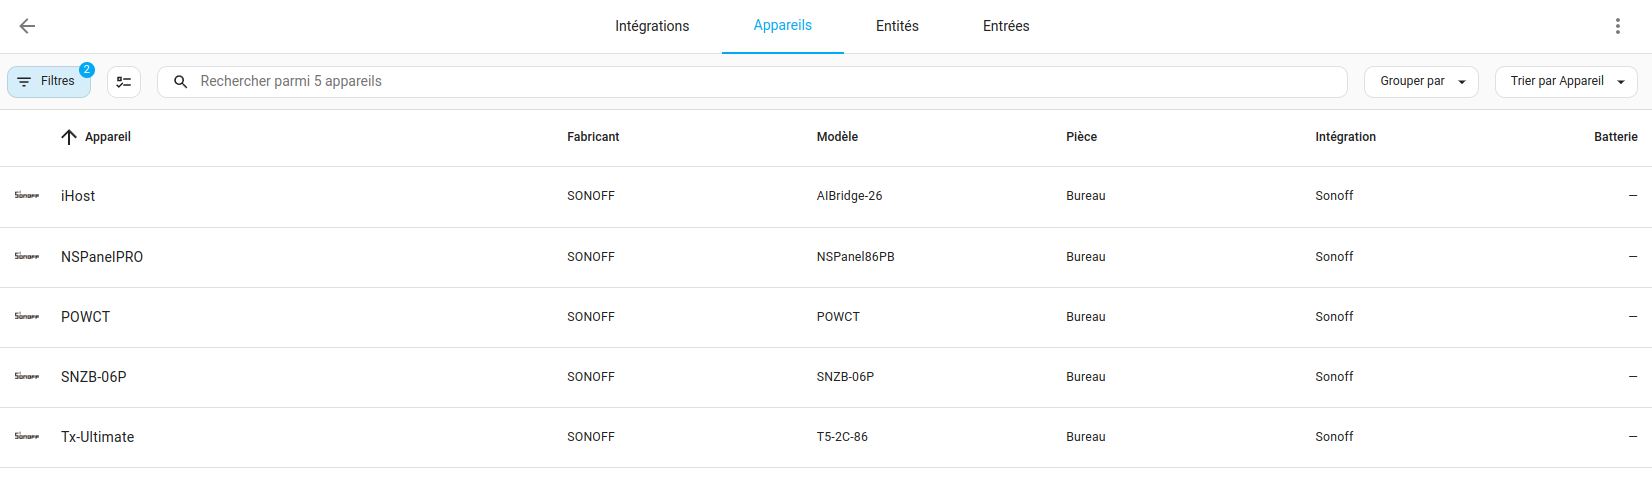 Intégrations Appareils Entités Entrées
Filtres 2 Rechercher parmi 5 appareils Grouper par Trier par Appareil
Appareil Fabricant Modèle Pièce Intégration Batterie
SONOFF iHost SONOFF AIBridge-26 Bureau Sonoff —
SONOFF NSPanelPRO SONOFF NSPanel86PB Bureau Sonoff —
SONOFF POWCT SONOFF POWCT Bureau Sonoff —
SONOFF SNZB-06P SONOFF SNZB-06P Bureau Sonoff —
SONOFF Tx-Ultimate SONOFF T5-2C-86 Bureau Sonoff —